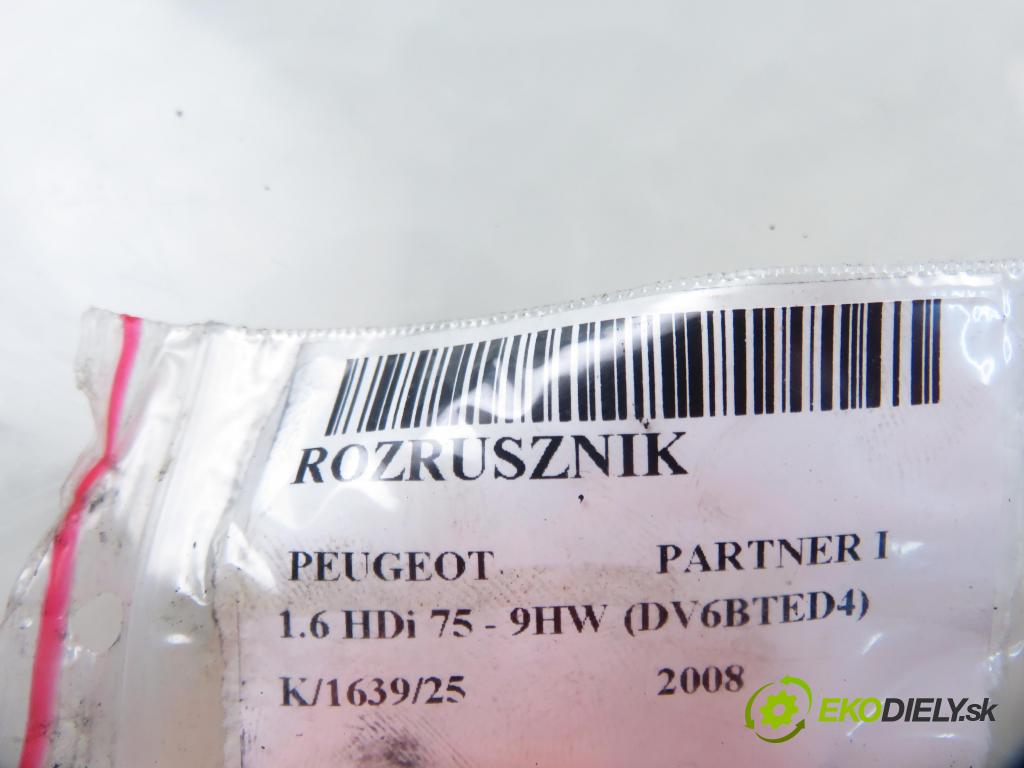 ROZRUSZNIK
PEUGEOT PARTNER I
1.6 HDi 75 - 9HW (DV6BTED4)
K/1639/25 2008
EKODIELY.sk